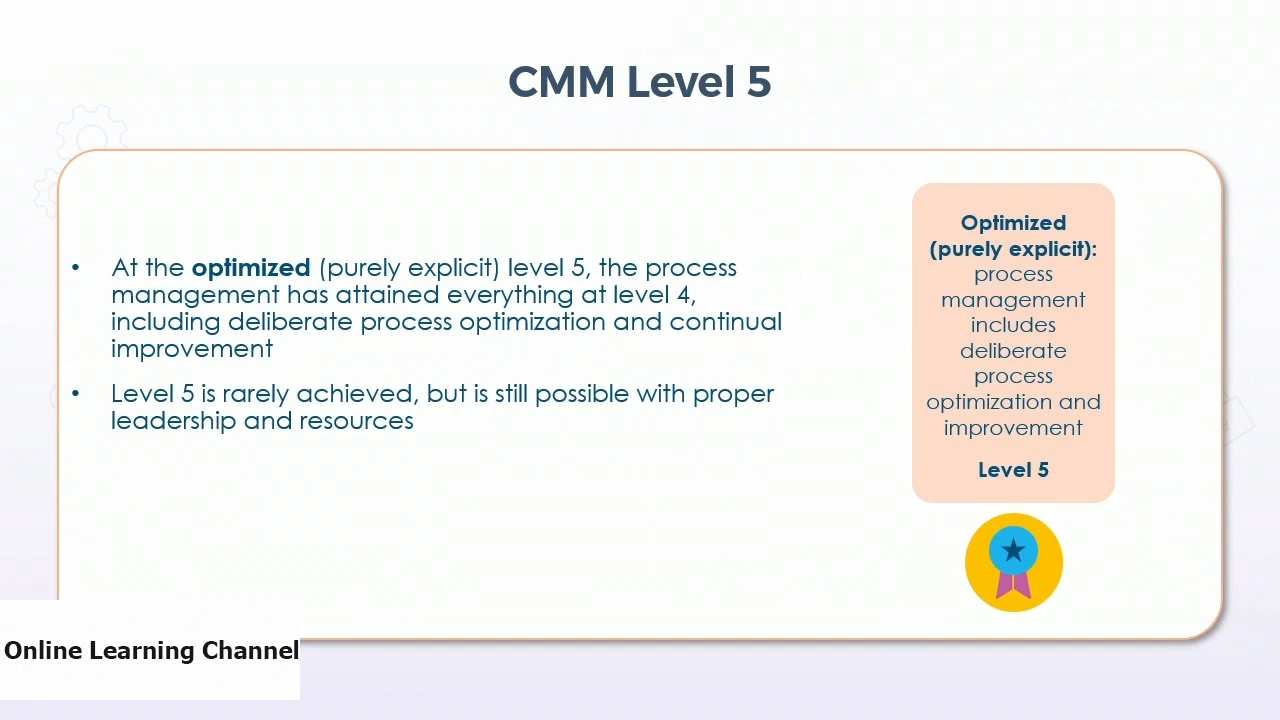 CMM Level 5
• At the optimized (purely explicit) level 5, the process
management has attained everything at level 4,
including deliberate process optimization and continual
improvement
• Level 5 is rarely achieved, but is still possible with proper
leadership and resources
Optimized
(purely explicit):
process
management
includes
deliberate
process
optimization and
improvement
Level 5
Online Learning Channel